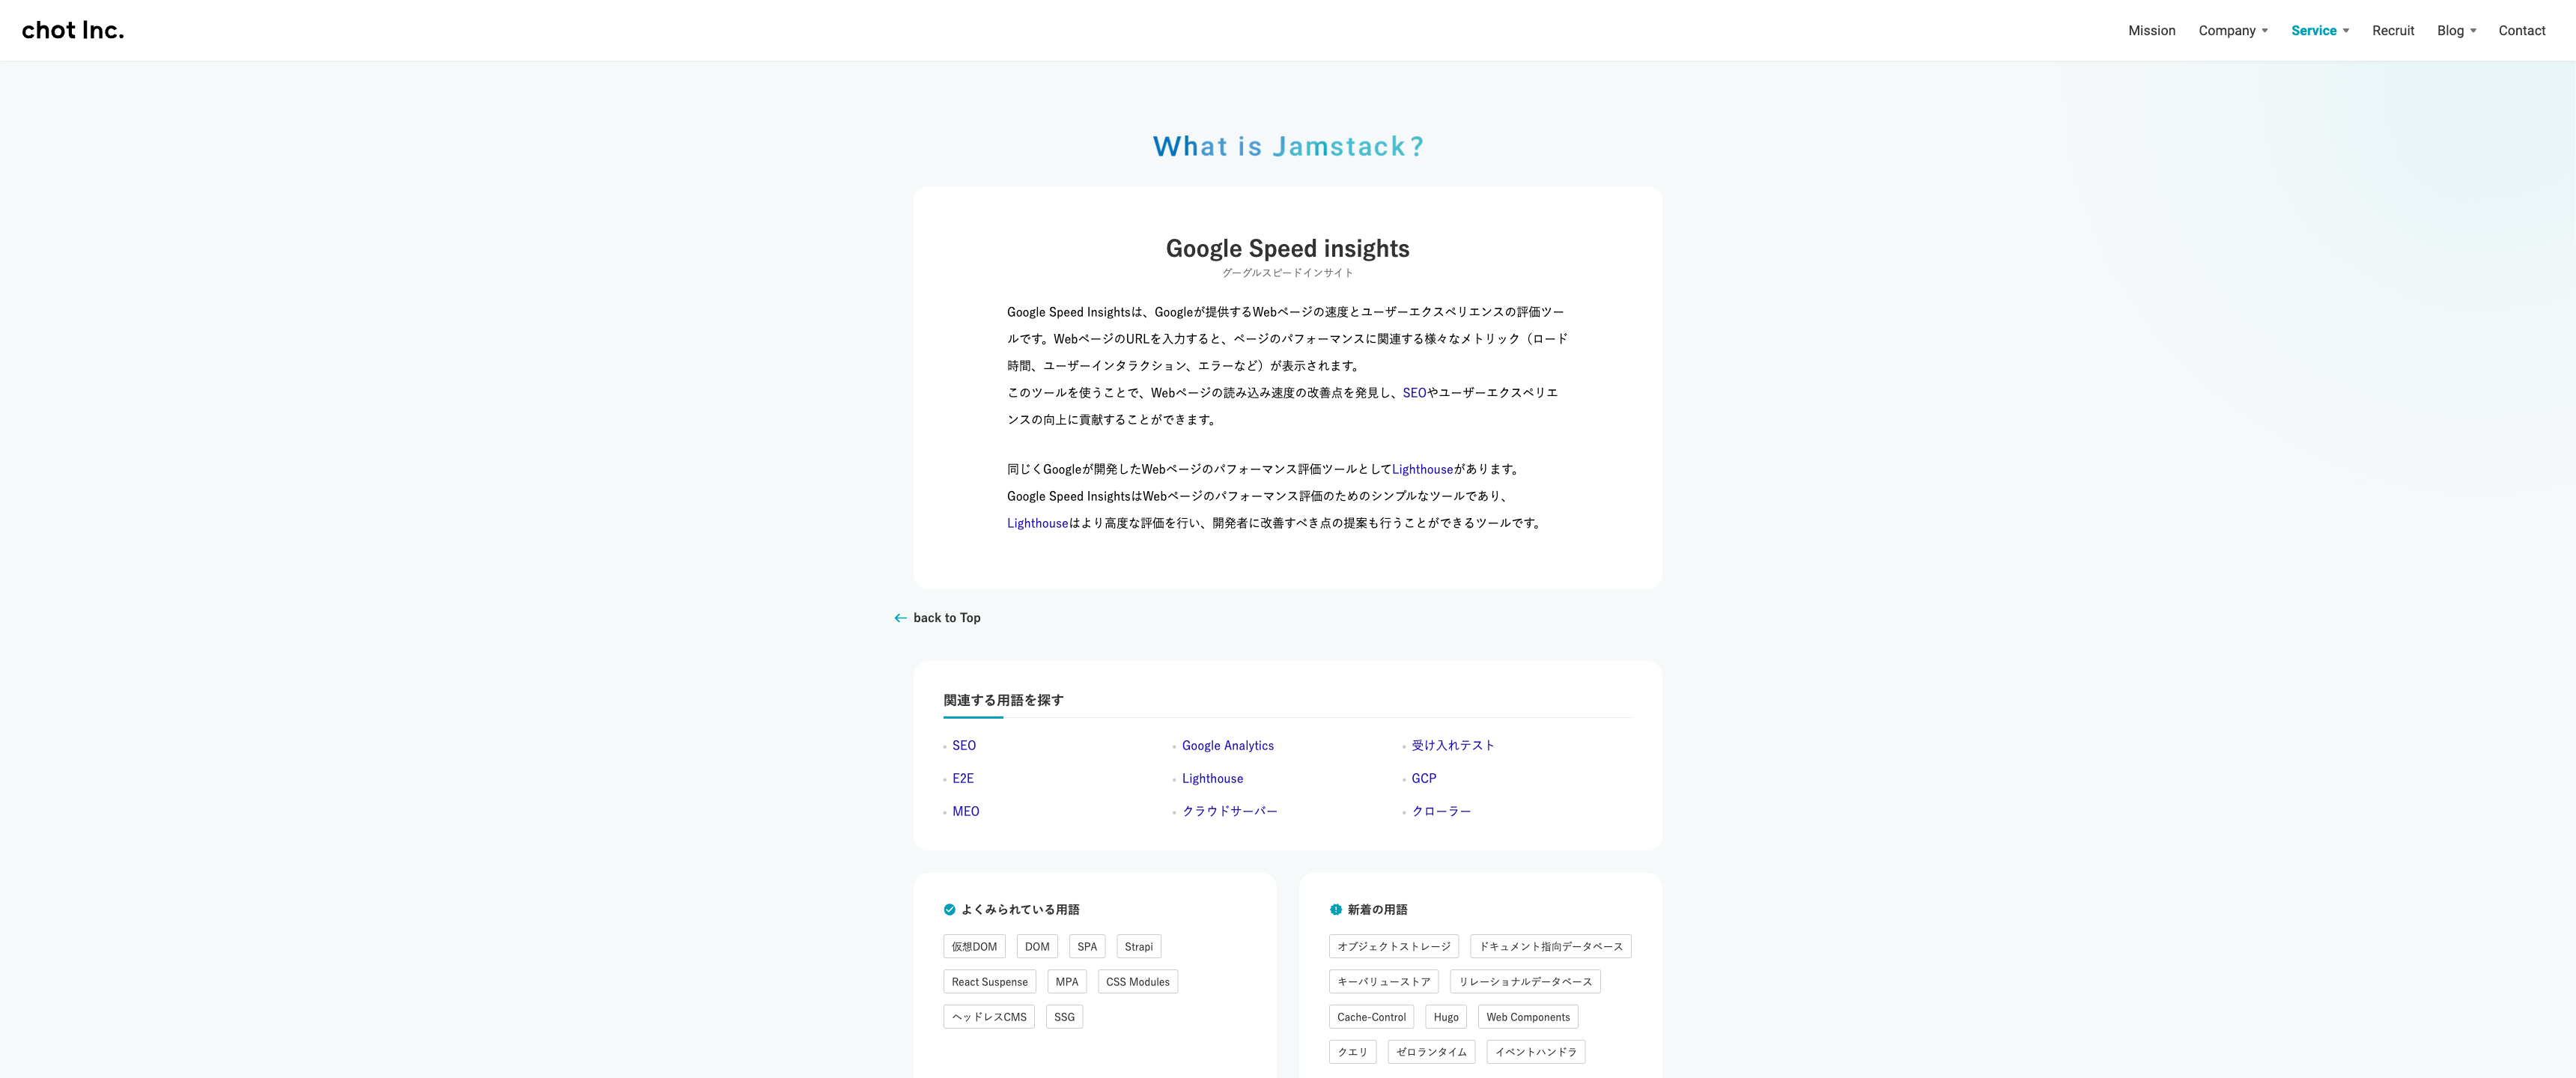 chot Inc.
Mission
Company
Service
Recruit
Blog
Contact
What is Jamstack?
Google Speed insights
グーグルスピードインサイト
Google Speed Insightsは、Googleが提供するWebページの速度とユーザーエクスペリエンスの評価ツー
ルです。WebページのURLを入力すると、ページのパフォーマンスに関連する様々なメトリック（ロード
時間、ユーザーインタラクション、エラーなど）が表示されます。
このツールを使うことで、Webページの読み込み速度の改善点を発見し、SEOやユーザーエクスペリエ
ンスの向上に貢献することができます。
同じくGoogleが開発したWebページのパフォーマンス評価ツールとしてLighthouseがあります。
Google Speed InsightsはWebページのパフォーマンス評価のためのシンプルなツールであり、
Lighthouseはより高度な評価を行い、開発者に改善すべき点の提案も行うことができるツールです。
back to Top
関連する用語を探す
SEO
Google Analytics
受け入れテスト
E2E
Lighthouse
GCP
MEO
クラウドサーバー
クローラー
よくみられている用語
仮想DOM
DOM
SPA
Strapi
React Suspense
MPA
CSS Modules
ヘッドレスCMS
SSG
新着の用語
オブジェクトストレージ
ドキュメント指向データベース
キーバリューストア
リレーショナルデータベース
Cache-Control
Hugo
Web Components
クエリ
ゼロランタイム
イベントハンドラ